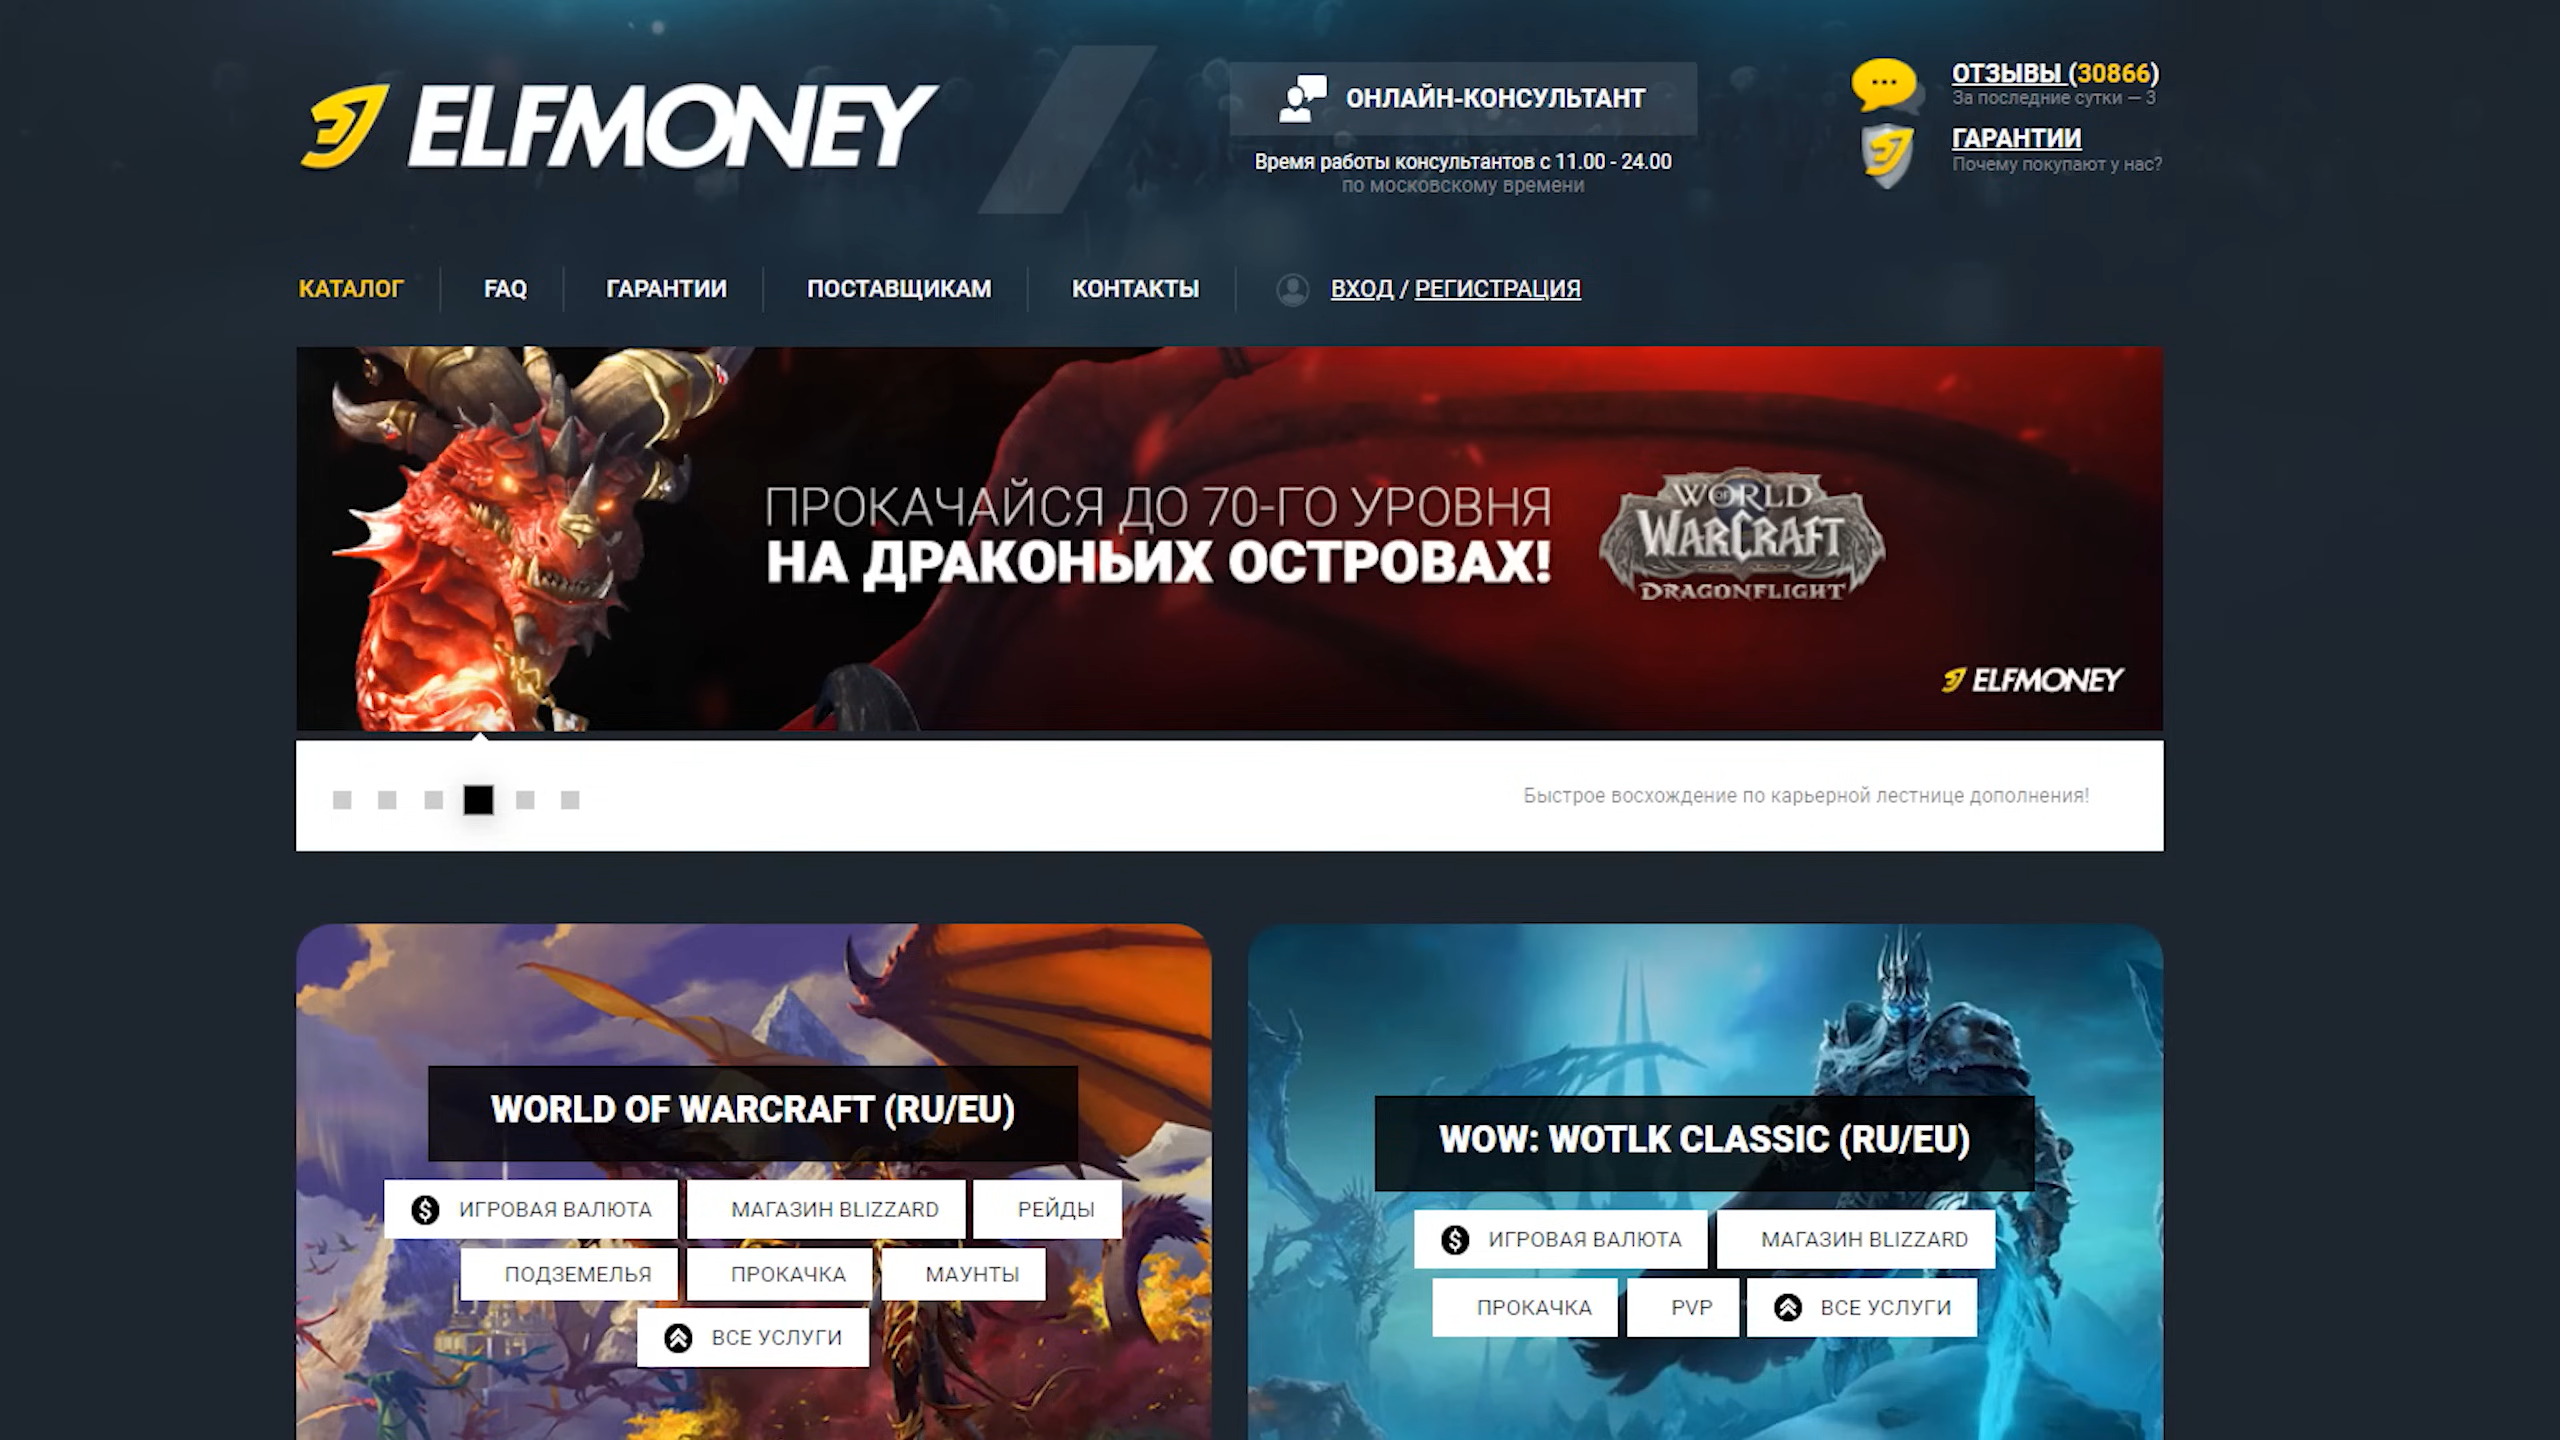 ELFMONEY
ОНЛАЙН-КОНСУЛЬТАНТ
Время работы консультантов с 11.00 - 24.00
по московскому времени
ОТЗЫВЫ (30866)
За последние сутки — 3
ГАРАНТИИ
Почему покупают у нас?
КАТАЛОГ
FAQ
ГАРАНТИИ
ПОСТАВЩИКАМ
КОНТАКТЫ
ВХОД / РЕГИСТРАЦИЯ
ПРОКАЧАЙСЯ ДО 70-ГО УРОВНЯ
НА ДРАКОНЬИХ ОСТРОВАХ!
WORLD OF
WARCRAFT
DRAGONFLIGHT
ELFMONEY
Быстрое восхождение по карьерной лестнице дополнения!
WORLD OF WARCRAFT (RU/EU)
ИГРОВАЯ ВАЛЮТА
МАГАЗИН BLIZZARD
РЕЙДЫ
ПОДЗЕМЕЛЬЯ
ПРОКАЧКА
МАУНТЫ
ВСЕ УСЛУГИ
WOW: WOTLK CLASSIC (RU/EU)
ИГРОВАЯ ВАЛЮТА
МАГАЗИН BLIZZARD
ПРОКАЧКА
PVP
ВСЕ УСЛУГИ